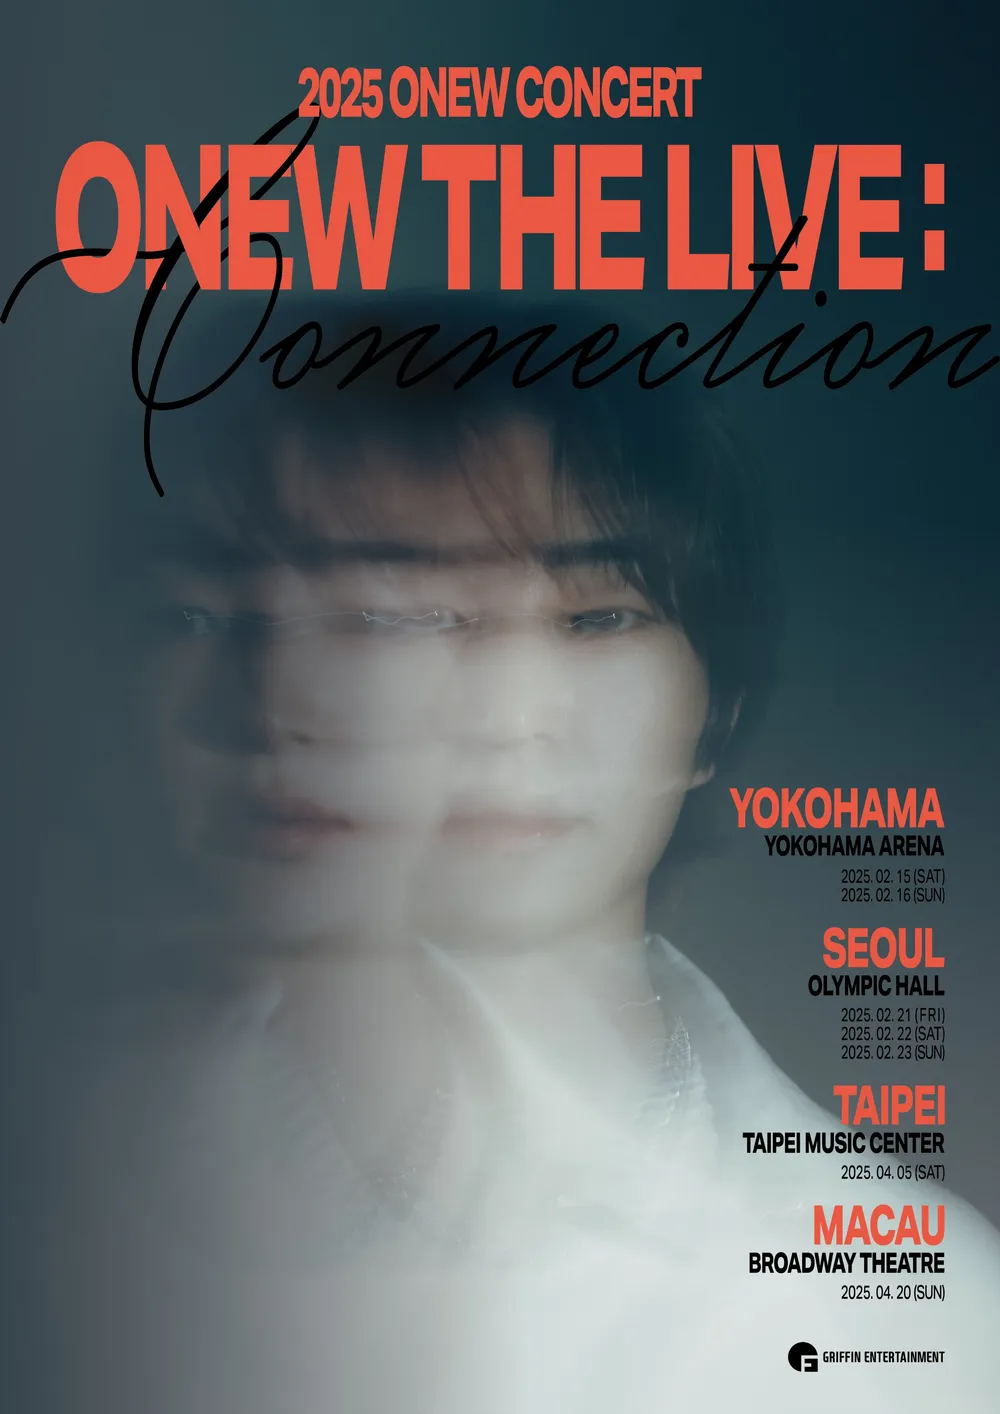 2025 ONEW CONCERT
ONEW THE LIVE :
Connection
YOKOHAMA
YOKOHAMA ARENA
2025. 02. 15 (SAT)
2025. 02. 16 (SUN)
SEOUL
OLYMPIC HALL
2025. 02. 21 (FRI)
2025. 02. 22 (SAT)
2025. 02. 23 (SUN)
TAIPEI
TAIPEI MUSIC CENTER
2025. 04. 05 (SAT)
MACAU
BROADWAY THEATRE
2025. 04. 20 (SUN)
GRIFFIN ENTERTAINMENT